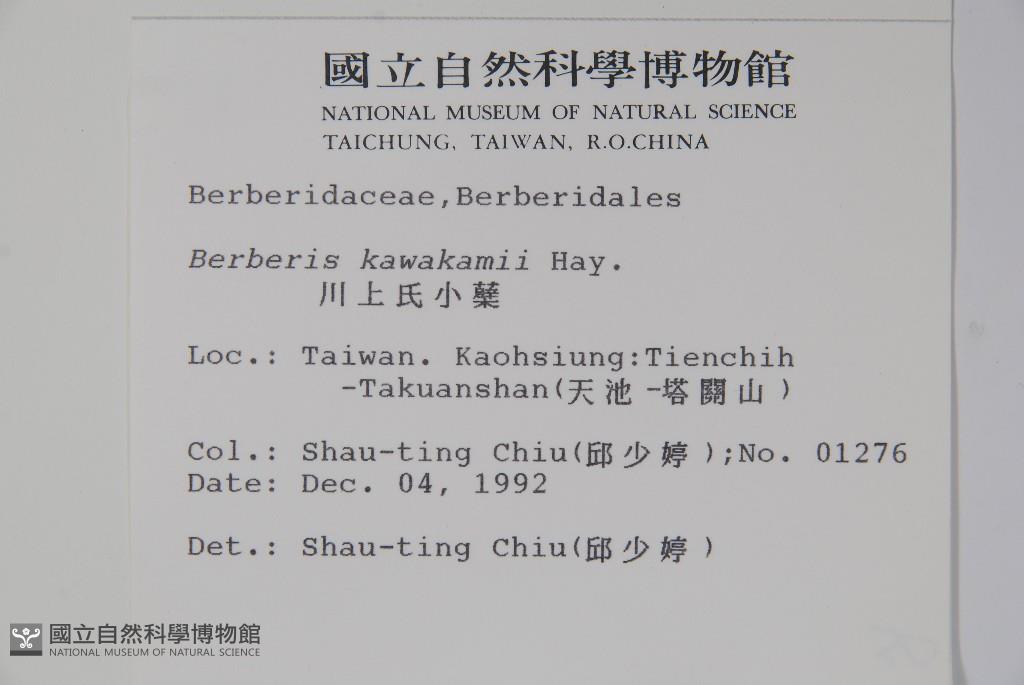 國立自然科學博物館
NATIONAL MUSEUM OF NATURAL SCIENCE
TAICHUNG, TAIWAN, R.O.CHINA
Berberidaceae,Berberidales
Berberis kawakamii Hay.
川上氏小蘗
Loc.: Taiwan. Kaohsiung:Tienchih
-Takuanshan(天池-塔關山)
Col.: Shau-ting Chiu(邱少婷);No. 01276
Date: Dec. 04, 1992
Det.: Shau-ting Chiu(邱少婷)
國立自然科學博物館
NATIONAL MUSEUM OF NATURAL SCIENCE